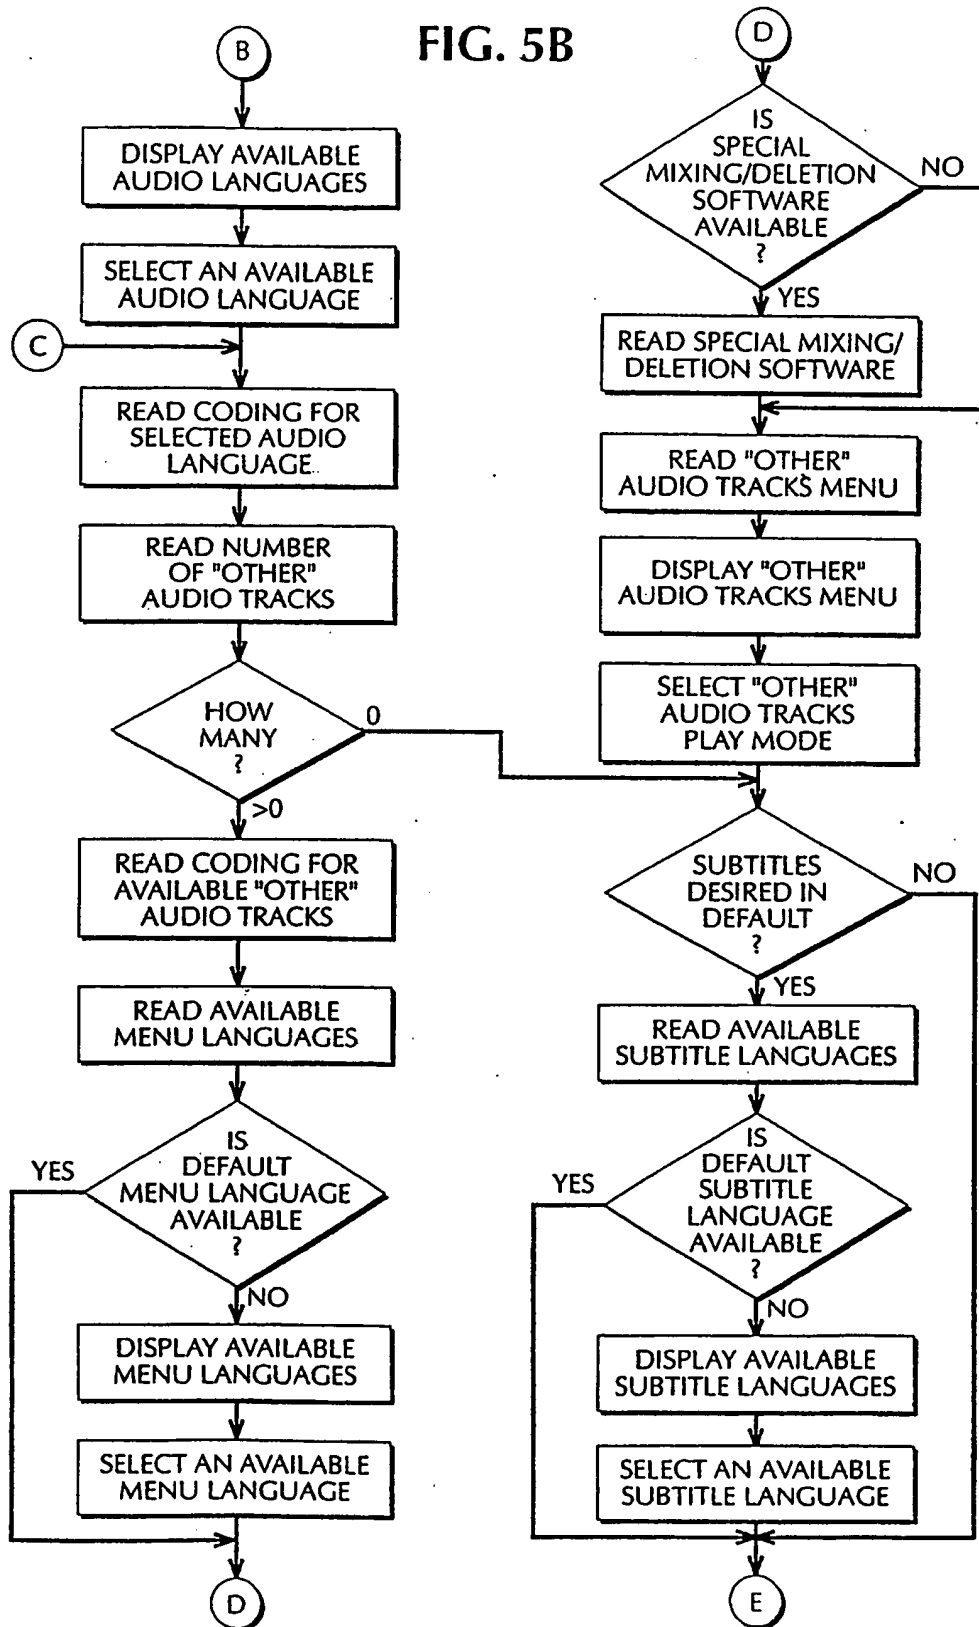 FIG. 5B
B
DISPLAY AVAILABLE
AUDIO LANGUAGES
SELECT AN AVAILABLE
AUDIO LANGUAGE
C
READ CODING FOR
SELECTED AUDIO
LANGUAGE
READ NUMBER
OF "OTHER"
AUDIO TRACKS
HOW
MANY
?
0
>0
READ CODING FOR
AVAILABLE "OTHER"
AUDIO TRACKS
READ AVAILABLE
MENU LANGUAGES
IS
DEFAULT
MENU LANGUAGE
AVAILABLE
?
YES
NO
DISPLAY AVAILABLE
MENU LANGUAGES
SELECT AN AVAILABLE
MENU LANGUAGE
D
D
IS
SPECIAL
MIXING/DELETION
SOFTWARE
AVAILABLE
?
NO
YES
READ SPECIAL MIXING/
DELETION SOFTWARE
READ "OTHER"
AUDIO TRACKS MENU
DISPLAY "OTHER"
AUDIO TRACKS MENU
SELECT "OTHER"
AUDIO TRACKS
PLAY MODE
SUBTITLES
DESIRED IN
DEFAULT
?
NO
YES
READ AVAILABLE
SUBTITLE LANGUAGES
IS
DEFAULT
SUBTITLE
LANGUAGE
AVAILABLE
?
YES
NO
DISPLAY AVAILABLE
SUBTITLE LANGUAGES
SELECT AN AVAILABLE
SUBTITLE LANGUAGE
E